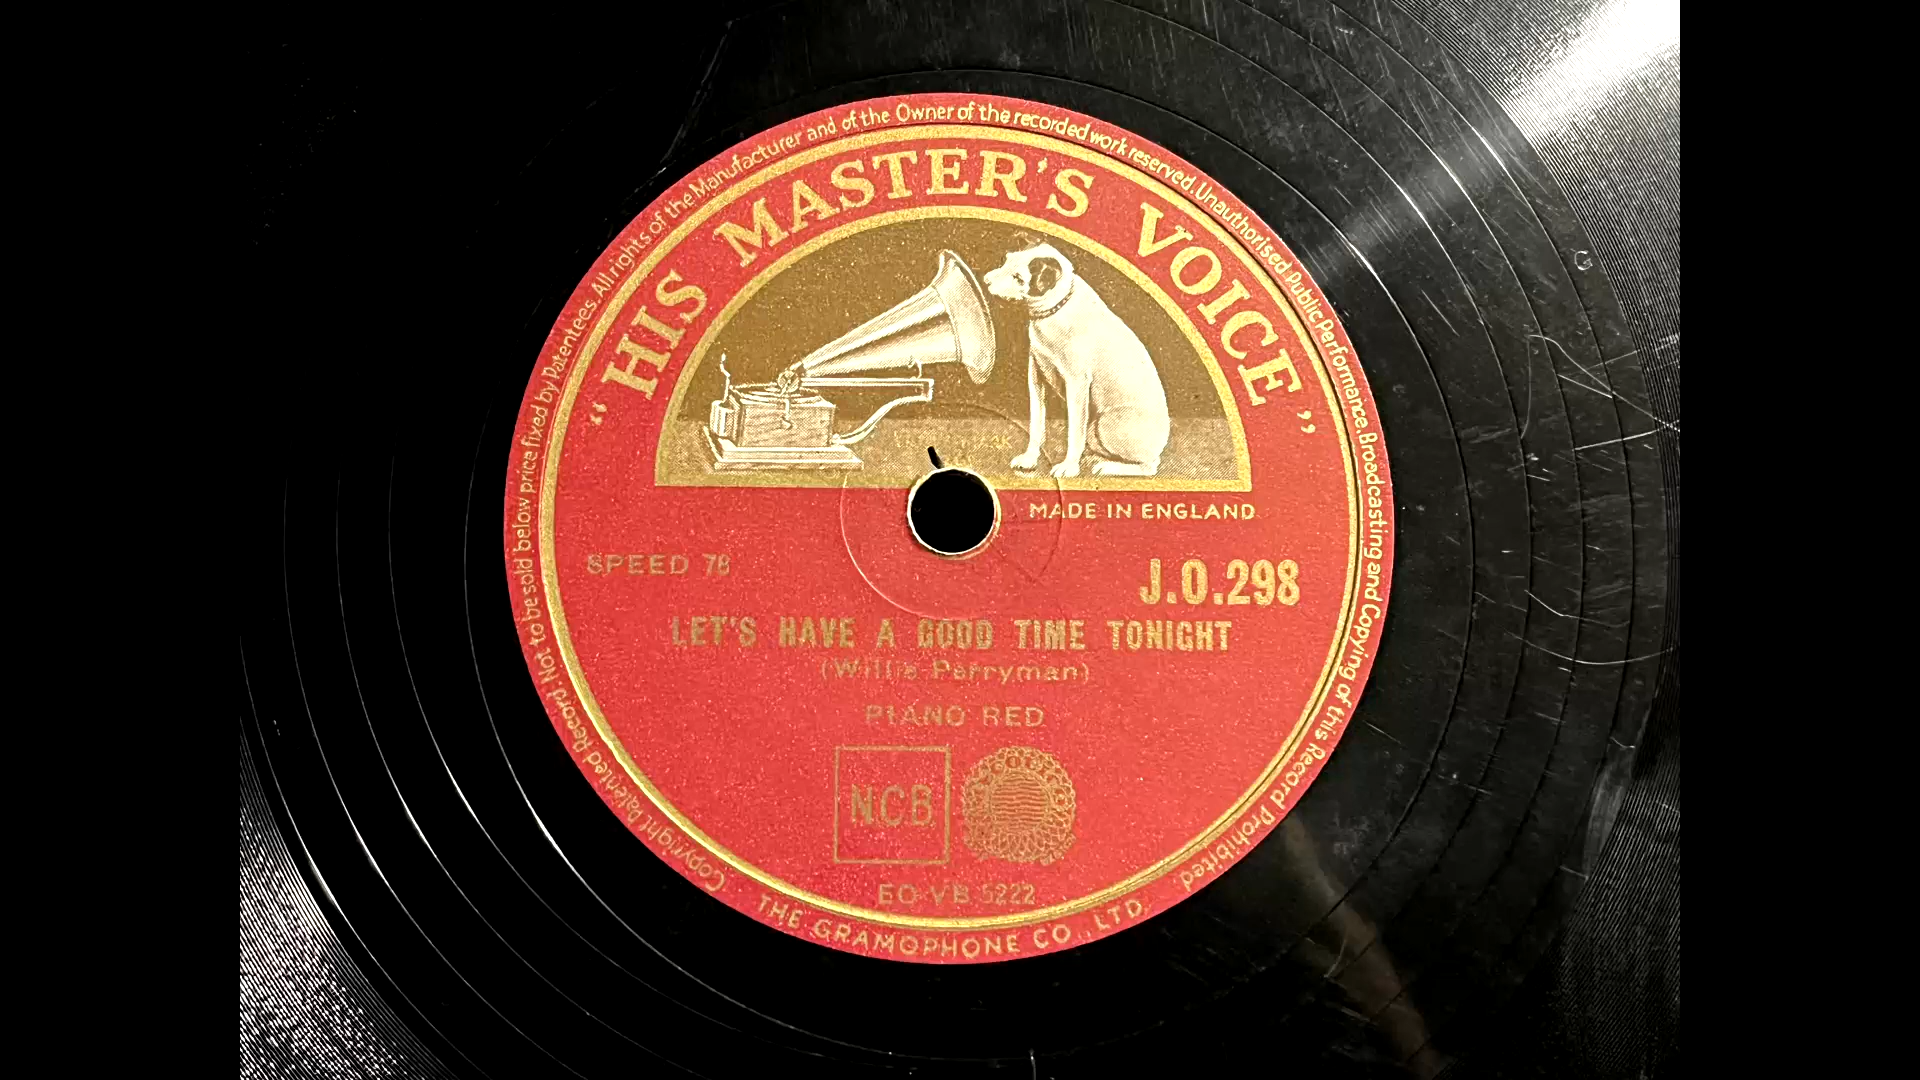 Copyright Patented Record. Not to be sold below price fixed by Patentees. All rights of the Manufacturer and of the Owner of the recorded work reserved. Unauthorised Public Performance. Broadcasting and Copying of this Record Prohibited.
"HIS MASTER'S VOICE"
MADE IN ENGLAND
SPEED 78
J.O.298
LET'S HAVE A GOOD TIME TONIGHT
(Willie Perryman)
PIANO RED
NCB
EO-VB 5222
THE GRAMOPHONE CO. LTD.